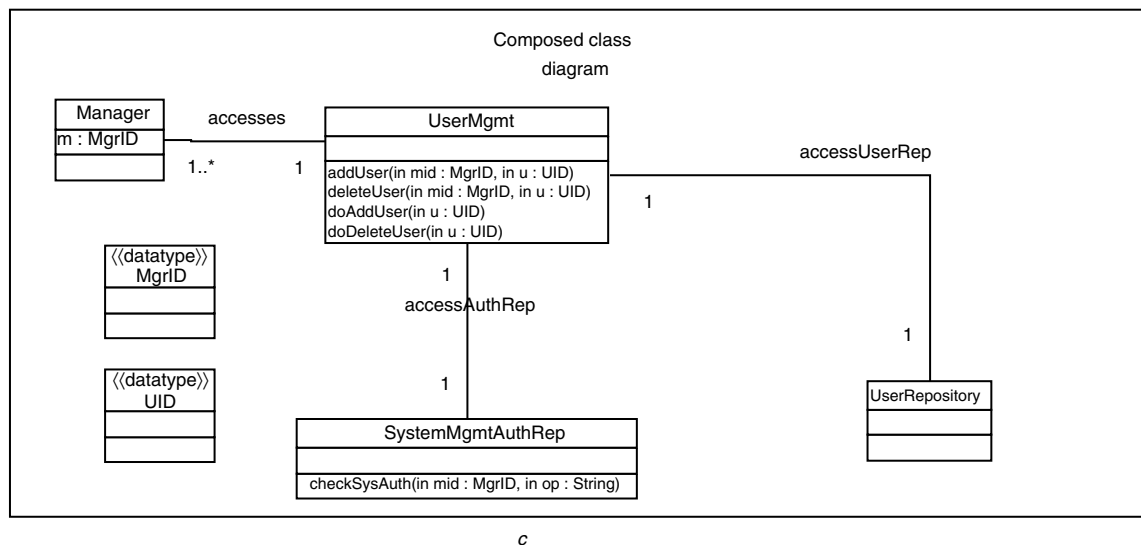 Composed class
diagram
Manager
m : MgrID
accesses
1..*
1
UserMgmt
addUser(in mid : MgrID, in u : UID)
deleteUser(in mid : MgrID, in u : UID)
doAddUser(in u : UID)
doDeleteUser(in u : UID)
accessUserRep
1
1
⟨⟨datatype⟩⟩
MgrID
1
accessAuthRep
1
⟨⟨datatype⟩⟩
UID
UserRepository
SystemMgmtAuthRep
checkSysAuth(in mid : MgrID, in op : String)
c